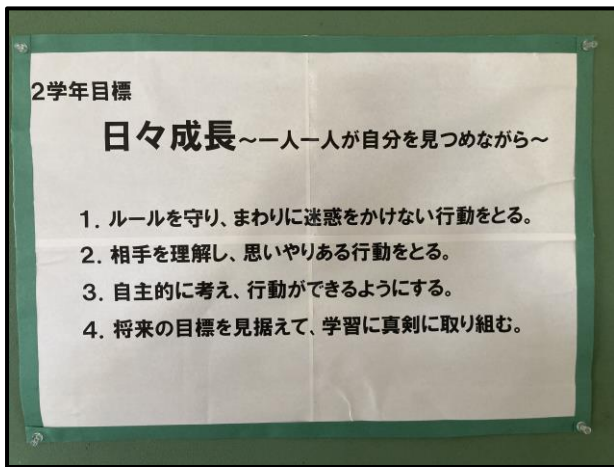 2学年目標
日々成長~一人一人が自分を見つめながら~
1. ルールを守り、まわりに迷惑をかけない行動をとる。
2. 相手を理解し、思いやりある行動をとる。
3. 自主的に考え、行動ができるようにする。
4. 将来の目標を見据えて、学習に真剣に取り組む。